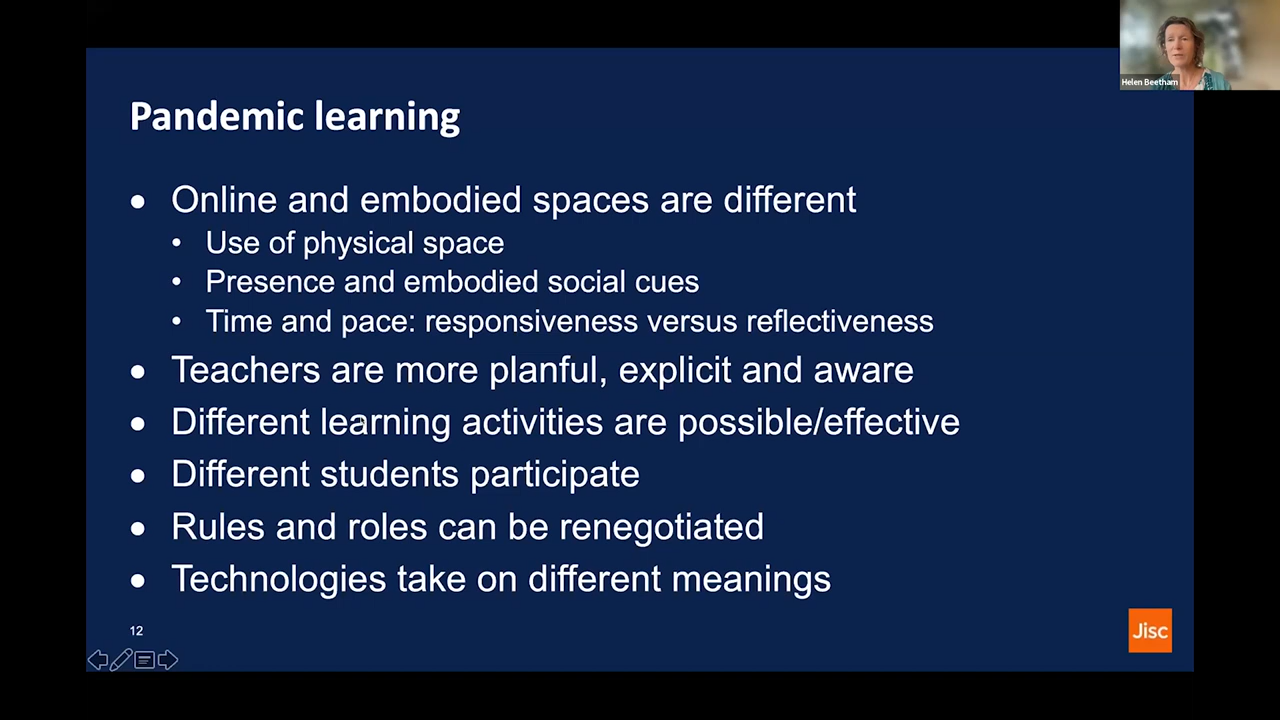 Helen Beetham
Pandemic learning
• Online and embodied spaces are different
• Use of physical space
• Presence and embodied social cues
• Time and pace: responsiveness versus reflectiveness
• Teachers are more planful, explicit and aware
• Different learning activities are possible/effective
• Different students participate
• Rules and roles can be renegotiated
• Technologies take on different meanings
12
Jisc